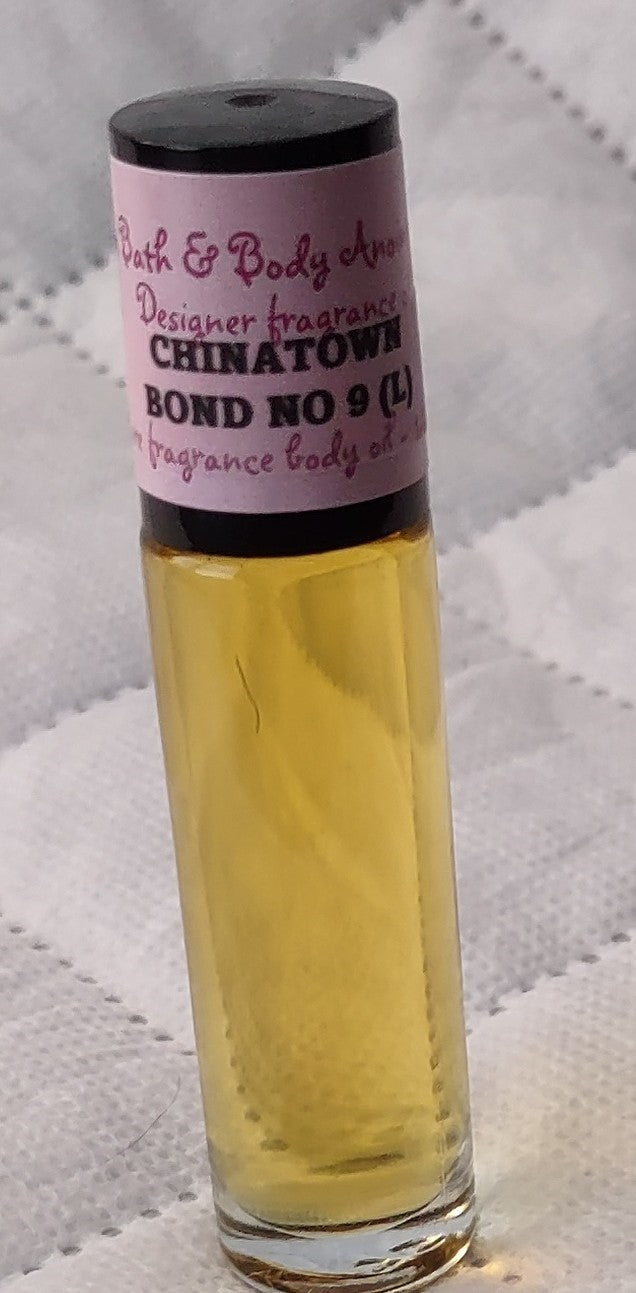 Bath & Body
Designer fragrance
CHINATOWN
BOND NO 9 (L)
fragrance body oil